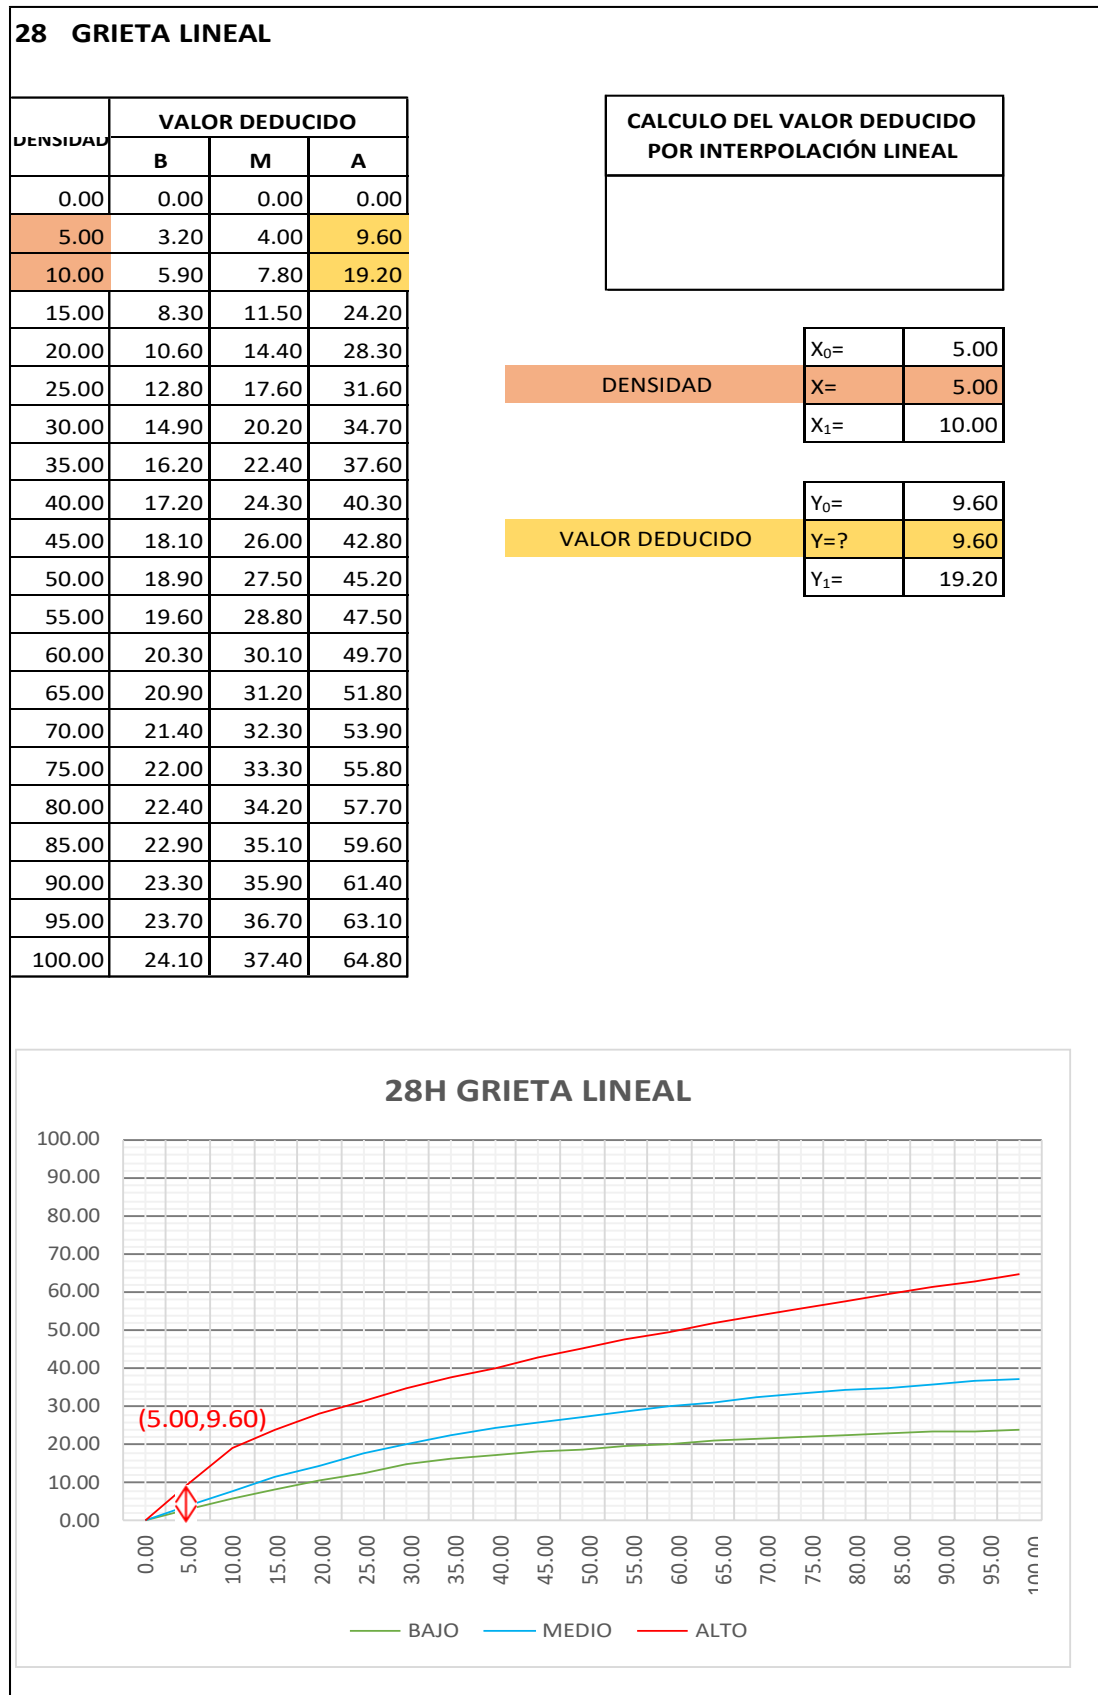 28 GRIETA LINEAL
DENSIDAD VALOR DEDUCIDO
B M A
0.00 0.00 0.00 0.00
5.00 3.20 4.00 9.60
10.00 5.90 7.80 19.20
15.00 8.30 11.50 24.20
20.00 10.60 14.40 28.30
25.00 12.80 17.60 31.60
30.00 14.90 20.20 34.70
35.00 16.20 22.40 37.60
40.00 17.20 24.30 40.30
45.00 18.10 26.00 42.80
50.00 18.90 27.50 45.20
55.00 19.60 28.80 47.50
60.00 20.30 30.10 49.70
65.00 20.90 31.20 51.80
70.00 21.40 32.30 53.90
75.00 22.00 33.30 55.80
80.00 22.40 34.20 57.70
85.00 22.90 35.10 59.60
90.00 23.30 35.90 61.40
95.00 23.70 36.70 63.10
100.00 24.10 37.40 64.80
CALCULO DEL VALOR DEDUCIDO
POR INTERPOLACIÓN LINEAL
X₀= 5.00
DENSIDAD X= 5.00
X₁= 10.00
Y₀= 9.60
VALOR DEDUCIDO Y=? 9.60
Y₁= 19.20
28H GRIETA LINEAL
100.00
90.00
80.00
70.00
60.00
50.00
40.00
30.00
20.00
10.00
0.00
(5.00,9.60)
0.00 5.00 10.00 15.00 20.00 25.00 30.00 35.00 40.00 45.00 50.00 55.00 60.00 65.00 70.00 75.00 80.00 85.00 90.00 95.00 100.00
BAJO MEDIO ALTO